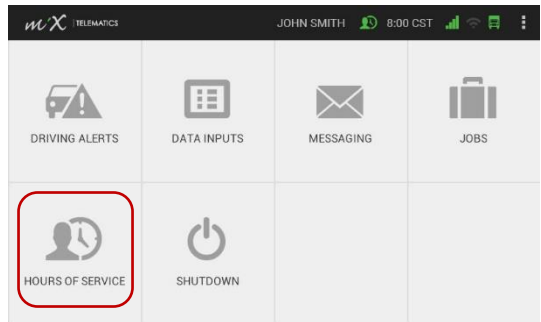 miX TELEMATICS JOHN SMITH 8:00 CST
DRIVING ALERTS DATA INPUTS MESSAGING JOBS
HOURS OF SERVICE SHUTDOWN